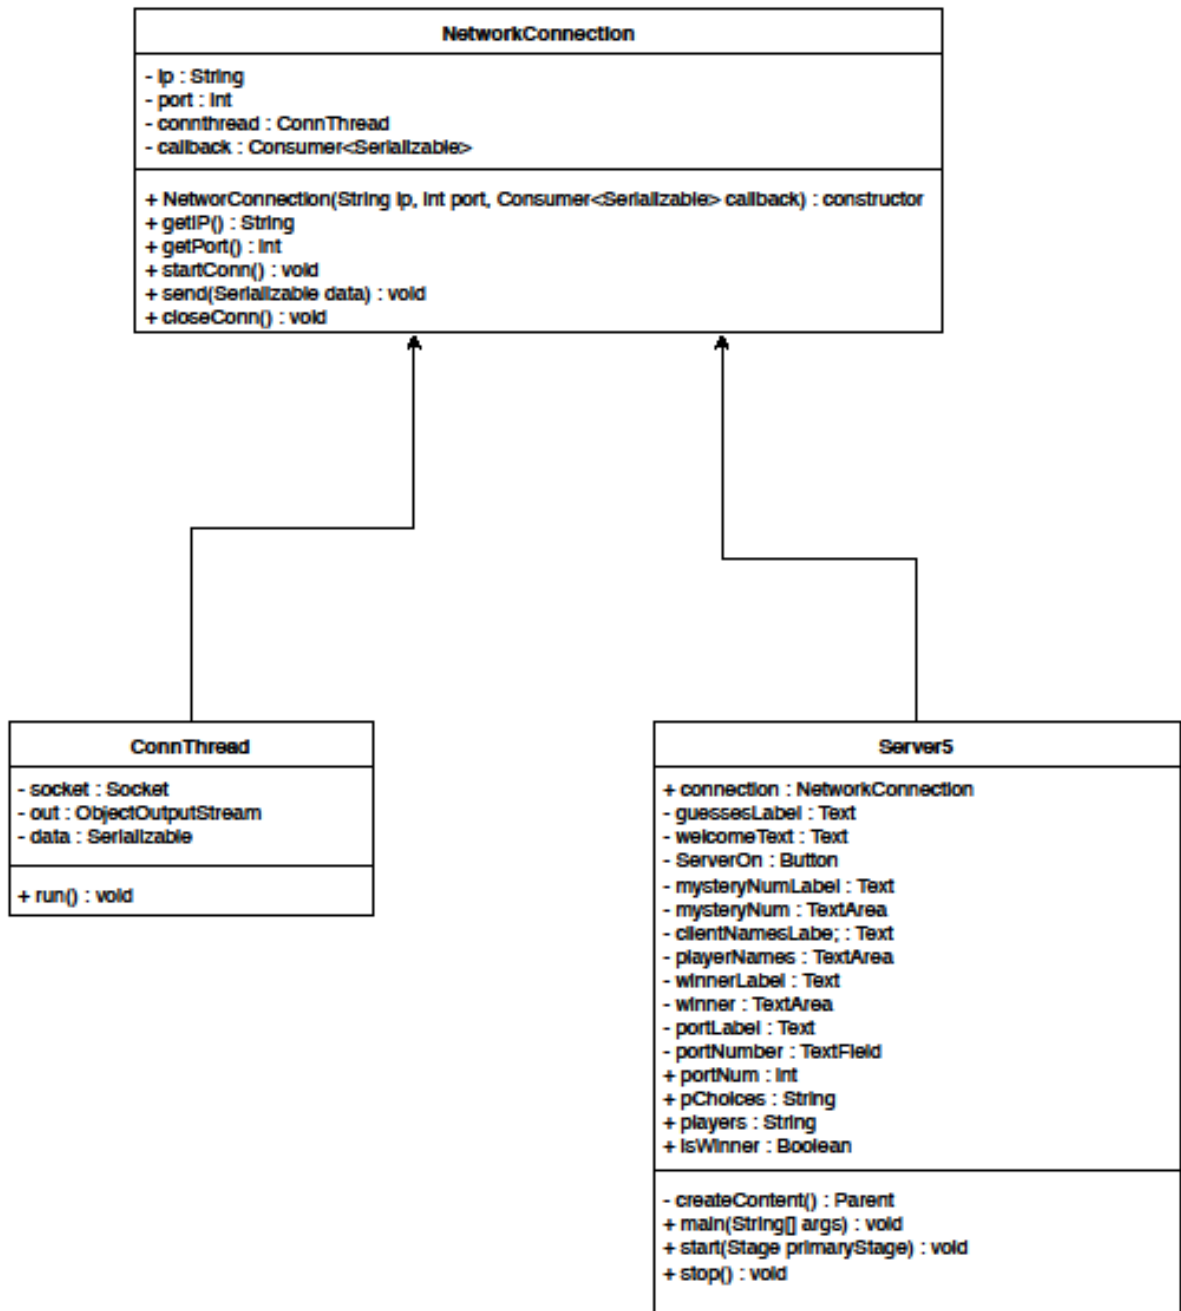 NetworkConnection
- ip : String
- port : int
- connthread : ConnThread
- callback : Consumer<Serializable>
+ NetworConnection(String ip, int port, Consumer<Serializable> callback) : constructor
+ getIP() : String
+ getPort() : int
+ startConn() : void
+ send(Serializable data) : void
+ closeConn() : void
ConnThread
- socket : Socket
- out : ObjectOutputStream
- data : Serializable
+ run() : void
Server5
+ connection : NetworkConnection
- guessesLabel : Text
- welcomeText : Text
- ServerOn : Button
- mysteryNumLabel : Text
- mysteryNum : TextArea
- clientNamesLabe; : Text
- playerNames : TextArea
- winnerLabel : Text
- winner : TextArea
- portLabel : Text
- portNumber : TextField
+ portNum : int
+ pChoices : String
+ players : String
+ isWinner : Boolean
- createContent() : Parent
+ main(String[] args) : void
+ start(Stage primaryStage) : void
+ stop() : void